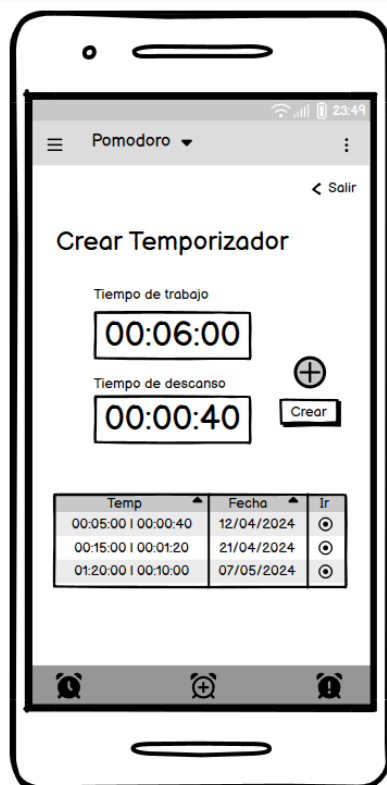 23:49
Pomodoro
Salir
Crear Temporizador
Tiempo de trabajo
00:06:00
Tiempo de descanso
00:00:40
Crear
Temp Fecha Ir
00:05:00 | 00:00:40 12/04/2024
00:15:00 | 00:01:20 21/04/2024
01:20:00 | 00:10:00 07/05/2024